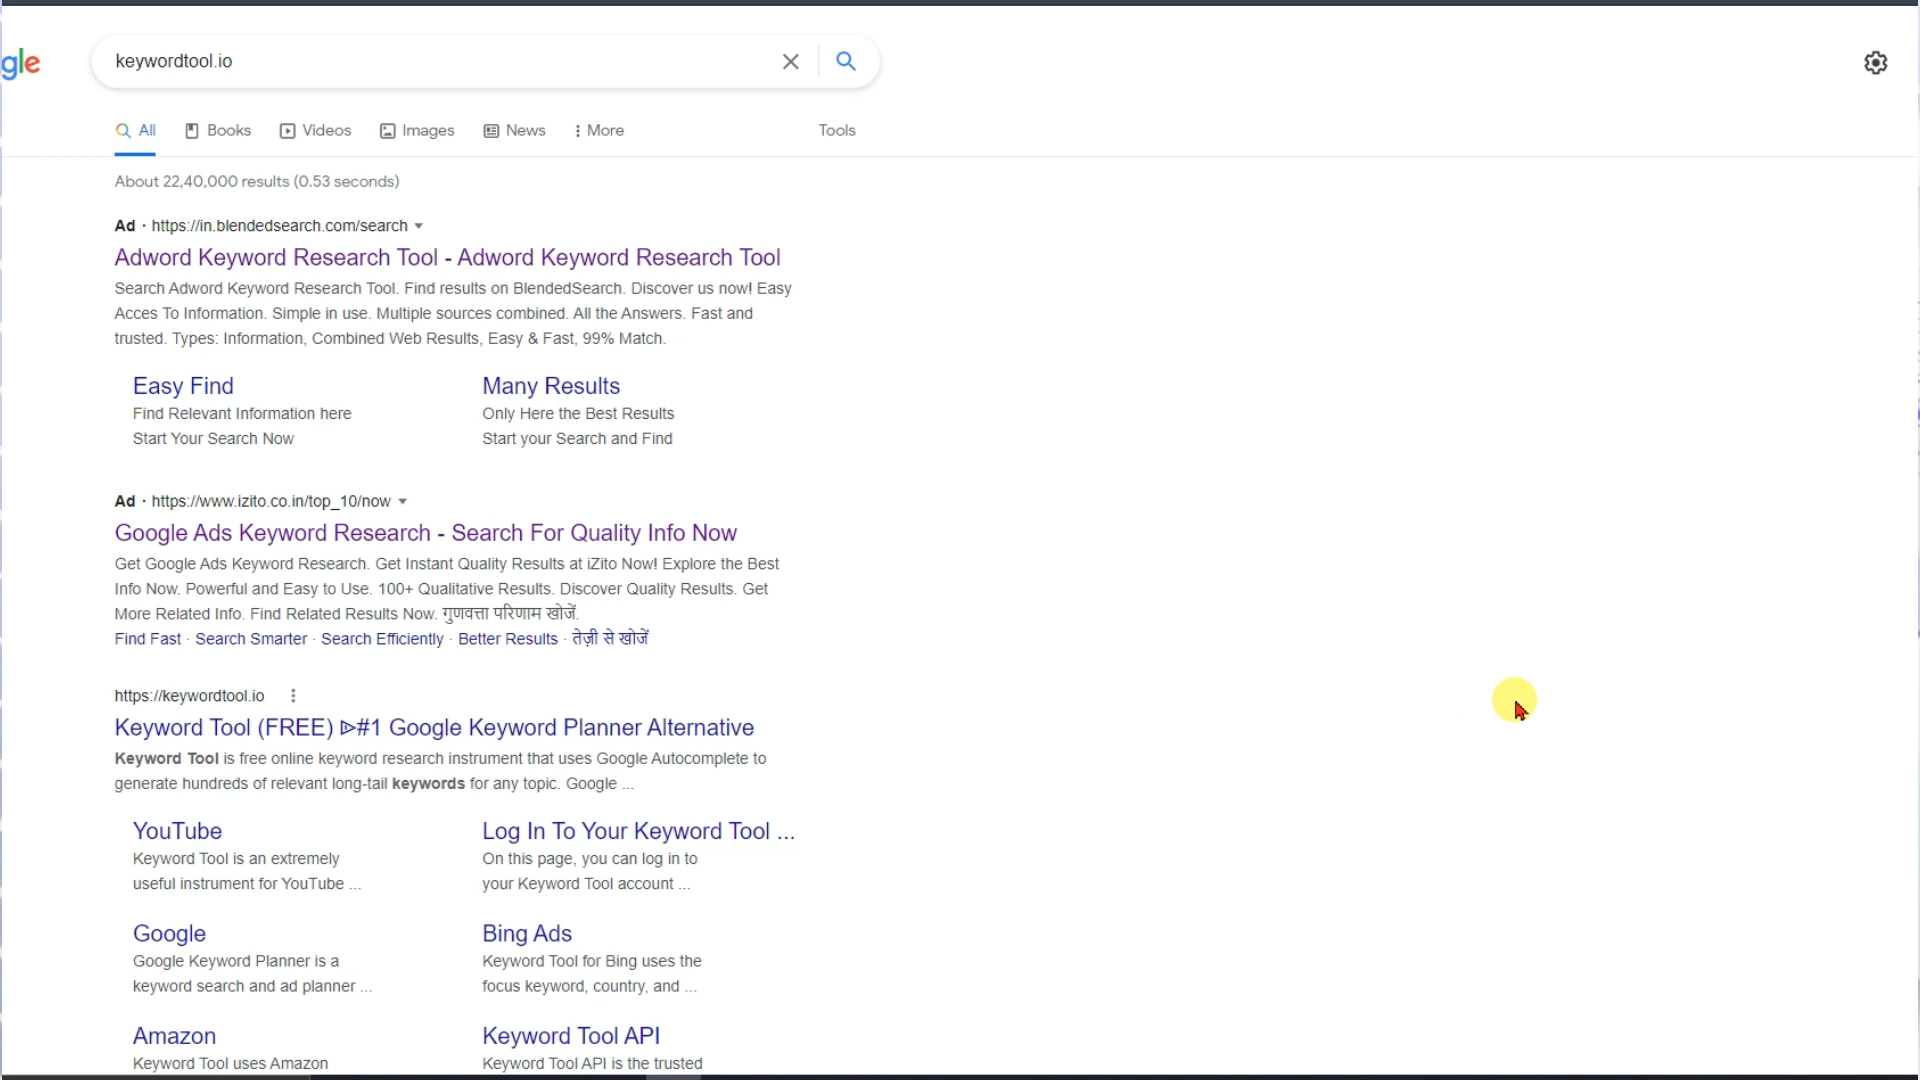 gle
keywordtool.io
All Books Videos Images News More Tools
About 22,40,000 results (0.53 seconds)
Ad · https://in.blendedsearch.com/search
Adword Keyword Research Tool - Adword Keyword Research Tool
Search Adword Keyword Research Tool. Find results on BlendedSearch. Discover us now! Easy
Acces To Information. Simple in use. Multiple sources combined. All the Answers. Fast and
trusted. Types: Information, Combined Web Results, Easy & Fast, 99% Match.
Easy Find
Find Relevant Information here
Start Your Search Now
Many Results
Only Here the Best Results
Start your Search and Find
Ad · https://www.izito.co.in/top_10/now
Google Ads Keyword Research - Search For Quality Info Now
Get Google Ads Keyword Research. Get Instant Quality Results at iZito Now! Explore the Best
Info Now. Powerful and Easy to Use. 100+ Qualitative Results. Discover Quality Results. Get
More Related Info. Find Related Results Now. गुणवत्ता परिणाम खोजें.
Find Fast · Search Smarter · Search Efficiently · Better Results · तेज़ी से खोजें
https://keywordtool.io
Keyword Tool (FREE) ᐅ#1 Google Keyword Planner Alternative
Keyword Tool is free online keyword research instrument that uses Google Autocomplete to
generate hundreds of relevant long-tail keywords for any topic. Google ...
YouTube
Keyword Tool is an extremely
useful instrument for YouTube ...
Log In To Your Keyword Tool ...
On this page, you can log in to
your Keyword Tool account ...
Google
Google Keyword Planner is a
keyword search and ad planner ...
Bing Ads
Keyword Tool for Bing uses the
focus keyword, country, and ...
Amazon
Keyword Tool uses Amazon
Keyword Tool API
Keyword Tool API is the trusted